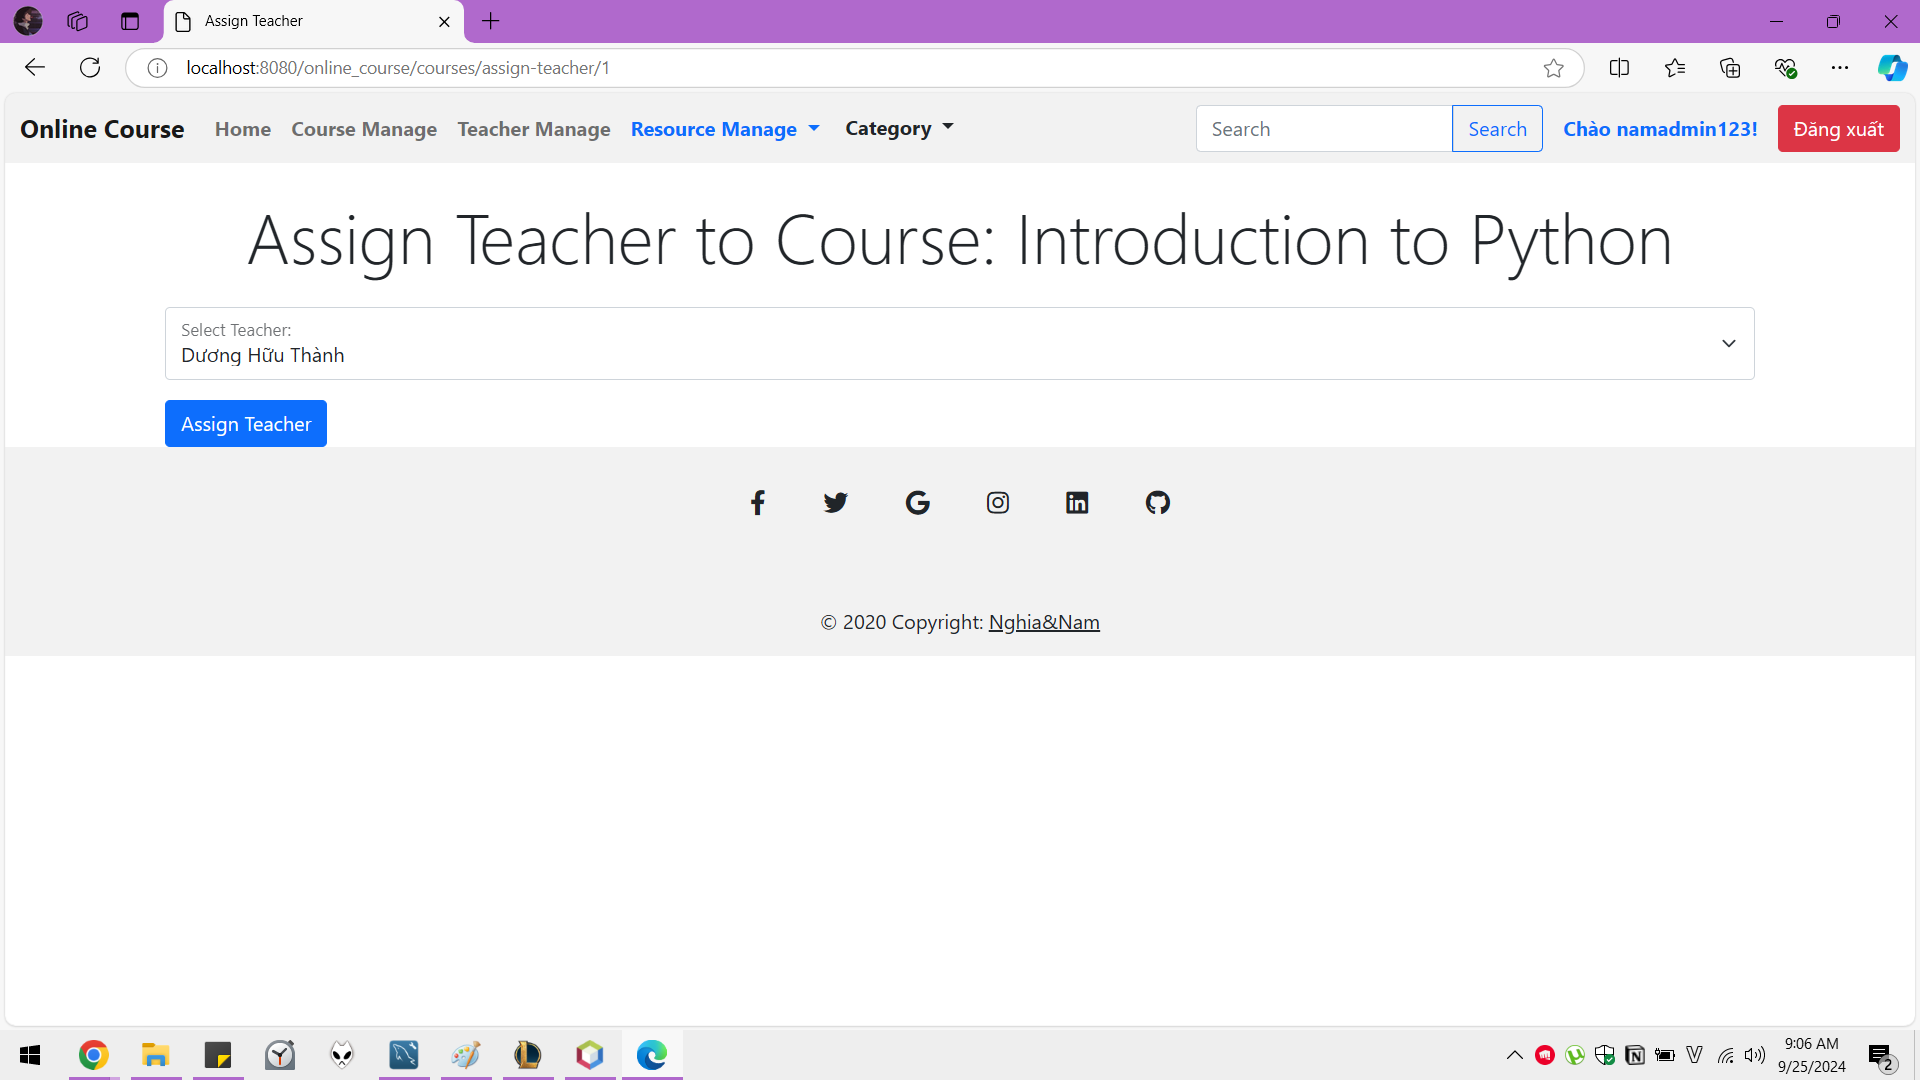 Assign Teacher
localhost:8080/online_course/courses/assign-teacher/1
Online Course Home Course Manage Teacher Manage Resource Manage Category Search Search Chào namadmin123! Đăng xuất
Assign Teacher to Course: Introduction to Python
Select Teacher:
Dương Hữu Thành
Assign Teacher
© 2020 Copyright: Nghia&Nam
9:06 AM
9/25/2024
2